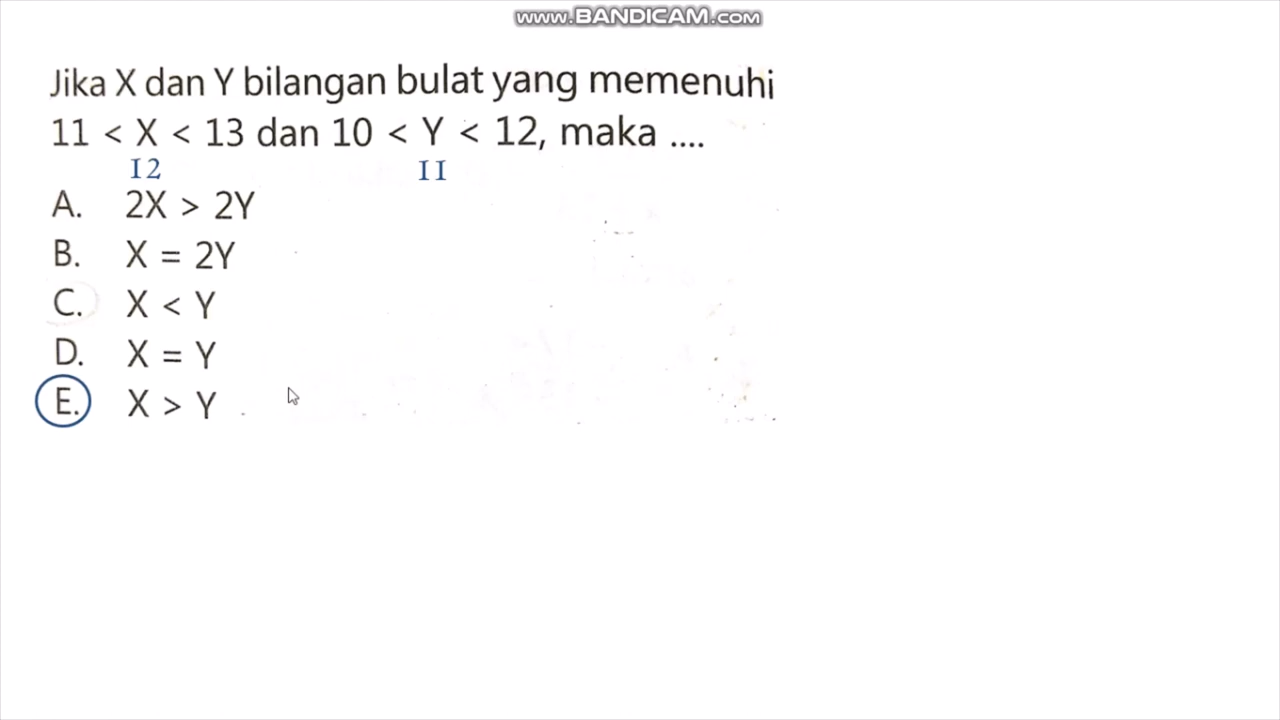 www.BANDICAM.com
Jika X dan Y bilangan bulat yang memenuhi
11 < X < 13 dan 10 < Y < 12, maka ....
12 11
A. 2X > 2Y
B. X = 2Y
C. X < Y
D. X = Y
E. X > Y